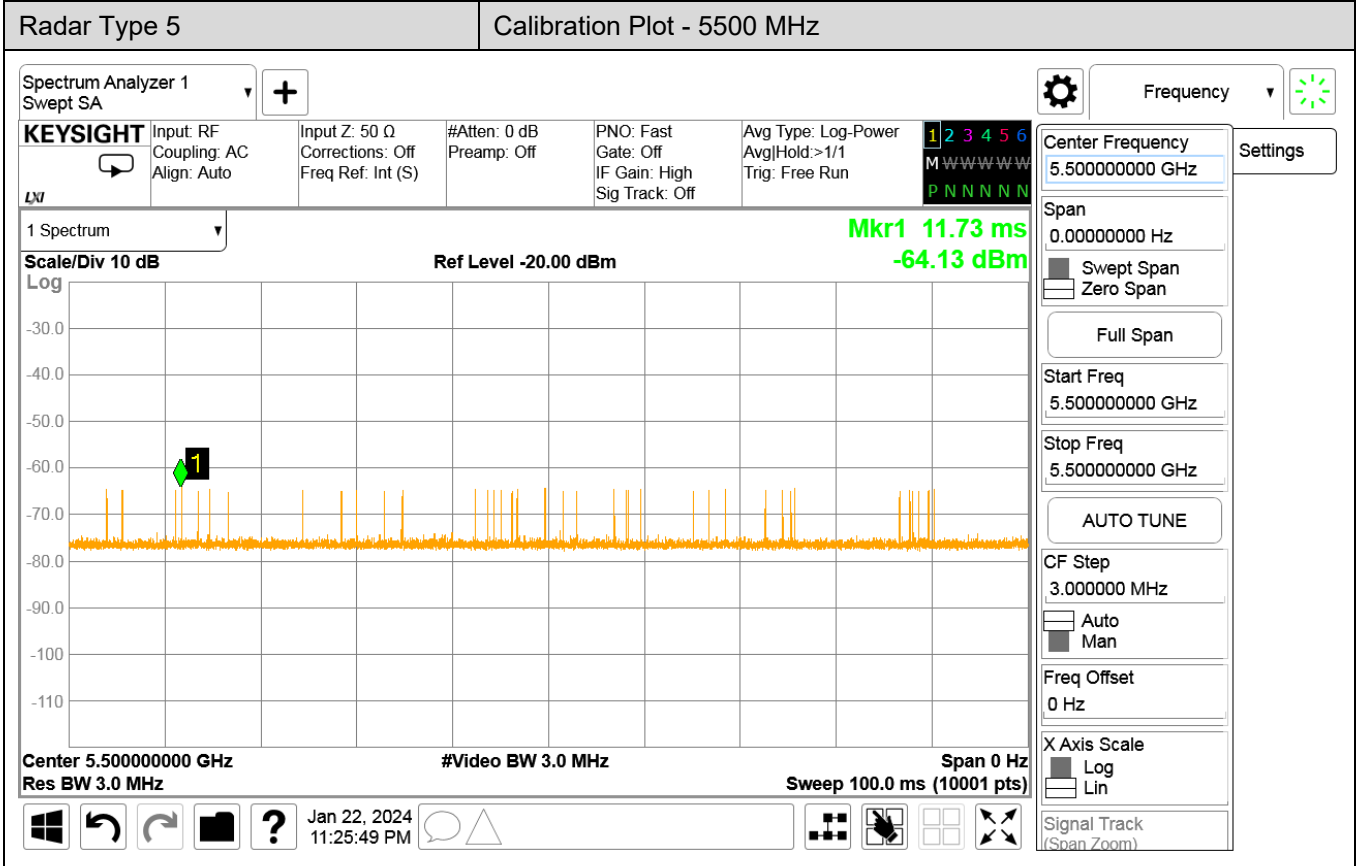 Radar Type 5
Calibration Plot - 5500 MHz
Spectrum Analyzer 1
Swept SA
Frequency
KEYSIGHT
LXI
Input: RF
Coupling: AC
Align: Auto
Input Z: 50 Ω
Corrections: Off
Freq Ref: Int (S)
#Atten: 0 dB
Preamp: Off
PNO: Fast
Gate: Off
IF Gain: High
Sig Track: Off
Avg Type: Log-Power
Avg|Hold:>1/1
Trig: Free Run
1 2 3 4 5 6
M W W W W W
P N N N N N
Settings
Center Frequency
5.500000000 GHz
Span
0.00000000 Hz
Swept Span
Zero Span
Full Span
Start Freq
5.500000000 GHz
Stop Freq
5.500000000 GHz
AUTO TUNE
CF Step
3.000000 MHz
Auto
Man
Freq Offset
0 Hz
X Axis Scale
Log
Lin
Signal Track
(Span Zoom)
1 Spectrum
Mkr1 11.73 ms
-64.13 dBm
Scale/Div 10 dB
Ref Level -20.00 dBm
Log
-30.0
-40.0
-50.0
-60.0
-70.0
-80.0
-90.0
-100
-110
1
Center 5.500000000 GHz
#Video BW 3.0 MHz
Span 0 Hz
Res BW 3.0 MHz
Sweep 100.0 ms (10001 pts)
?
Jan 22, 2024
11:25:49 PM